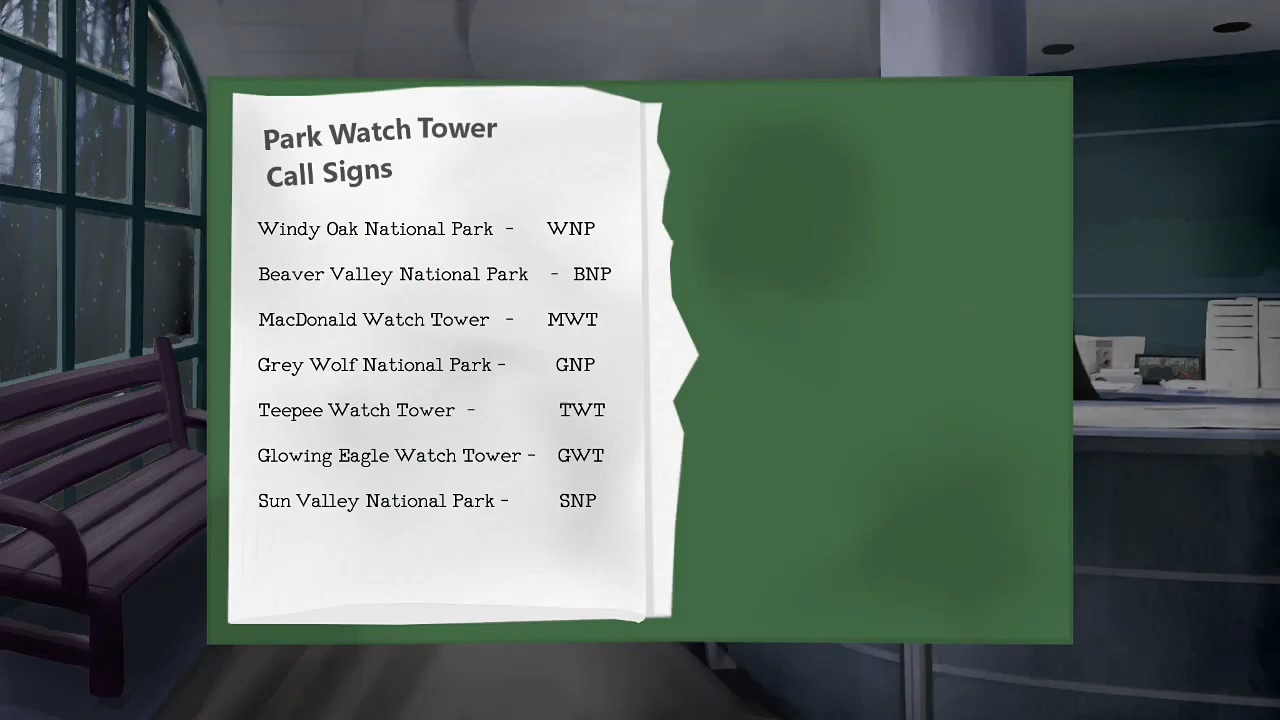 Park Watch Tower
Call Signs
Windy Oak National Park - WNP
Beaver Valley National Park - BNP
MacDonald Watch Tower - MWT
Grey Wolf National Park - GNP
Teepee Watch Tower - TWT
Glowing Eagle Watch Tower - GWT
Sun Valley National Park - SNP